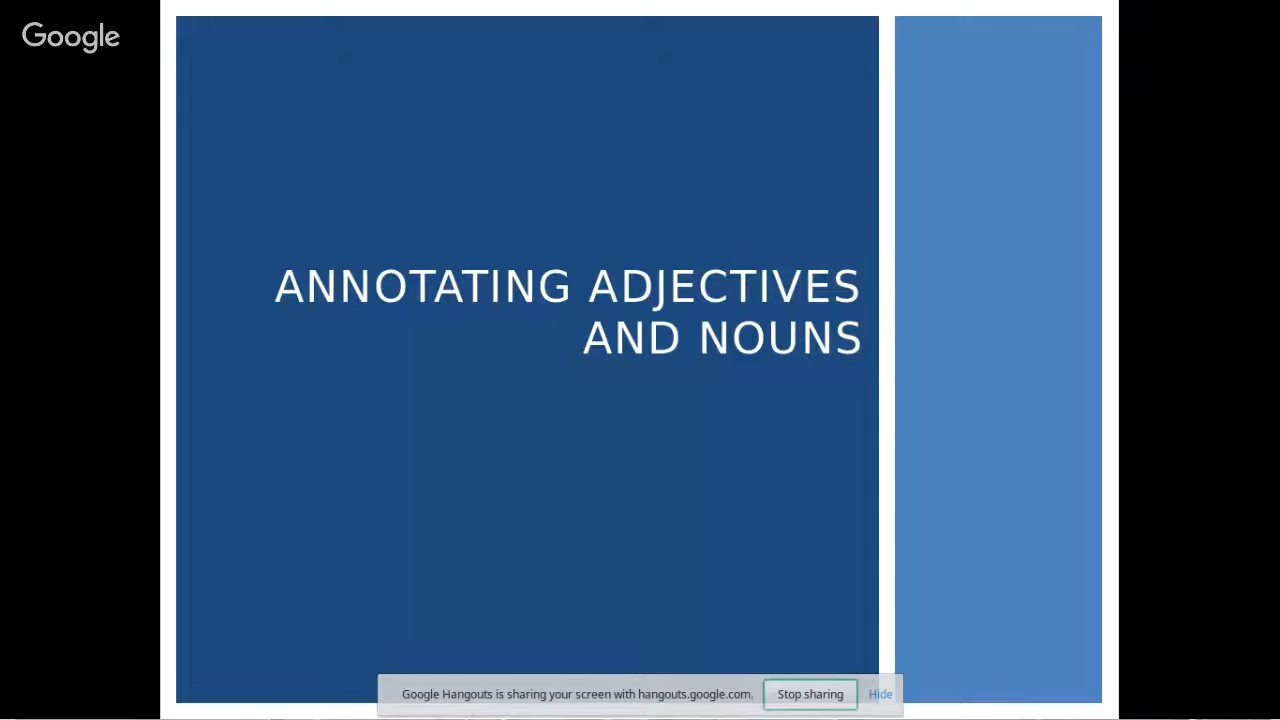 Google
ANNOTATING ADJECTIVES
AND NOUNS
Google Hangouts is sharing your screen with hangouts.google.com. Stop sharing Hide